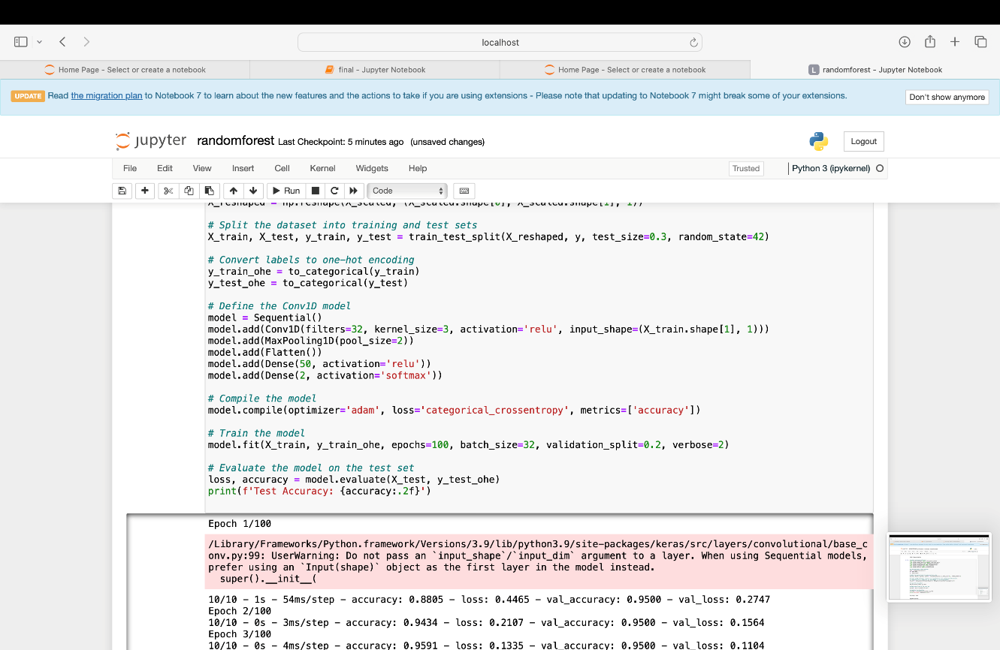 localhost
Home Page - Select or create a notebook
final - Jupyter Notebook
Home Page - Select or create a notebook
L randomforest - Jupyter Notebook
UPDATE Read the migration plan to Notebook 7 to learn about the new features and the actions to take if you are using extensions - Please note that updating to Notebook 7 might break some of your extensions.
Don't show anymore
jupyter randomforest Last Checkpoint: 5 minutes ago (unsaved changes)
Logout
File Edit View Insert Cell Kernel Widgets Help
Trusted
Python 3 (ipykernel)
Run
Code
X_reshaped = np.reshape(X_scaled, (X_scaled.shape[0], X_scaled.shape[1], 1))
# Split the dataset into training and test sets
X_train, X_test, y_train, y_test = train_test_split(X_reshaped, y, test_size=0.3, random_state=42)
# Convert labels to one-hot encoding
y_train_ohe = to_categorical(y_train)
y_test_ohe = to_categorical(y_test)
# Define the Conv1D model
model = Sequential()
model.add(Conv1D(filters=32, kernel_size=3, activation='relu', input_shape=(X_train.shape[1], 1)))
model.add(MaxPooling1D(pool_size=2))
model.add(Flatten())
model.add(Dense(50, activation='relu'))
model.add(Dense(2, activation='softmax'))
# Compile the model
model.compile(optimizer='adam', loss='categorical_crossentropy', metrics=['accuracy'])
# Train the model
model.fit(X_train, y_train_ohe, epochs=100, batch_size=32, validation_split=0.2, verbose=2)
# Evaluate the model on the test set
loss, accuracy = model.evaluate(X_test, y_test_ohe)
print(f'Test Accuracy: {accuracy:.2f}')
Epoch 1/100
/Library/Frameworks/Python.framework/Versions/3.9/lib/python3.9/site-packages/keras/src/layers/convolutional/base_c
onv.py:99: UserWarning: Do not pass an `input_shape`/`input_dim` argument to a layer. When using Sequential models,
prefer using an `Input(shape)` object as the first layer in the model instead.
super().__init__(
10/10 - 1s - 54ms/step - accuracy: 0.8805 - loss: 0.4465 - val_accuracy: 0.9500 - val_loss: 0.2747
Epoch 2/100
10/10 - 0s - 3ms/step - accuracy: 0.9434 - loss: 0.2107 - val_accuracy: 0.9500 - val_loss: 0.1564
Epoch 3/100
10/10 - 0s - 4ms/step - accuracy: 0.9591 - loss: 0.1335 - val_accuracy: 0.9500 - val_loss: 0.1104